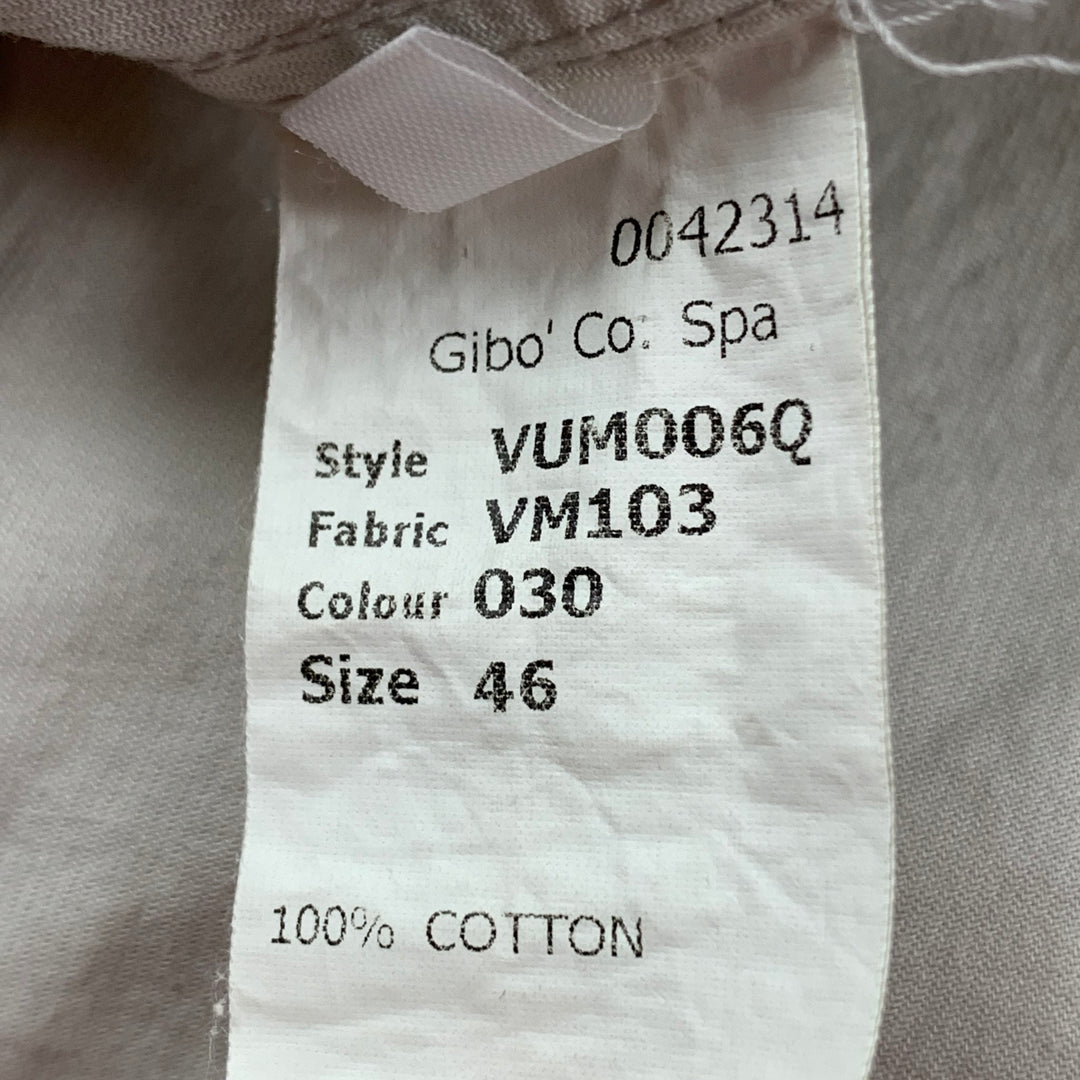 0042314
Gibo' Co. Spa
Style VUM006Q
Fabric VM103
Colour 030
Size 46
100% COTTON